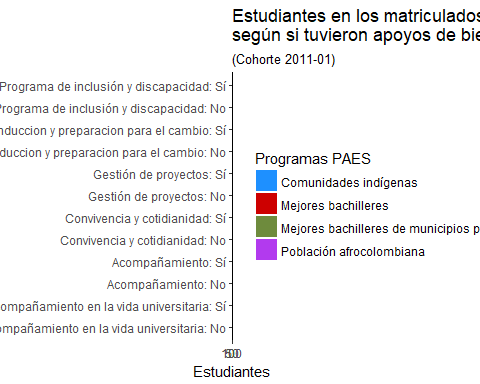 Estudiantes en los matriculados
según si tuvieron apoyos de bie
(Cohorte 2011-01)
Programa de inclusión y discapacidad: Sí
Programa de inclusión y discapacidad: No
nduccion y preparacion para el cambio: Sí
nduccion y preparacion para el cambio: No
Gestión de proyectos: Sí
Gestión de proyectos: No
Convivencia y cotidianidad: Sí
Convivencia y cotidianidad: No
Acompañamiento: Sí
Acompañamiento: No
ompañamiento en la vida universitaria: Sí
ompañamiento en la vida universitaria: No
Programas PAES
Comunidades indígenas
Mejores bachilleres
Mejores bachilleres de municipios p
Población afrocolombiana
Estudiantes